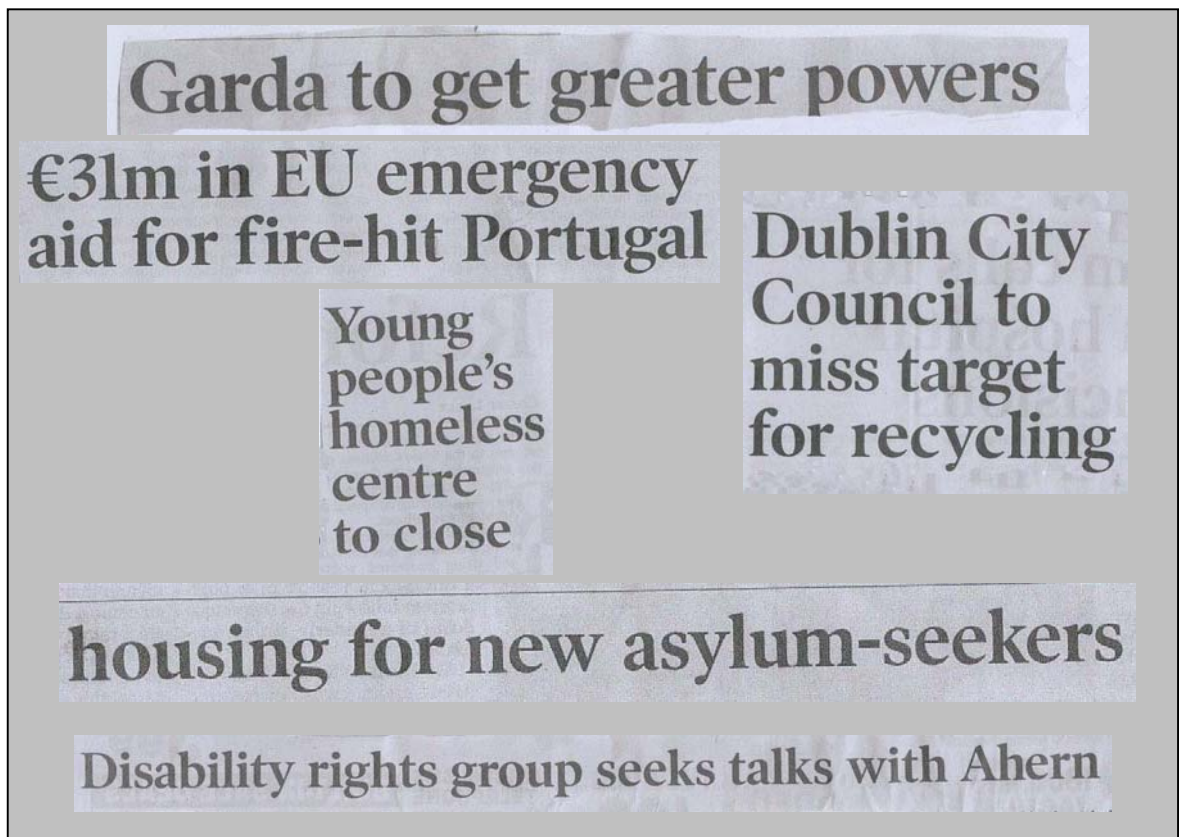 Garda to get greater powers
€31m in EU emergency
aid for fire-hit Portugal
Dublin City
Council to
miss target
for recycling
Young
people’s
homeless
centre
to close
housing for new asylum-seekers
Disability rights group seeks talks with Ahern